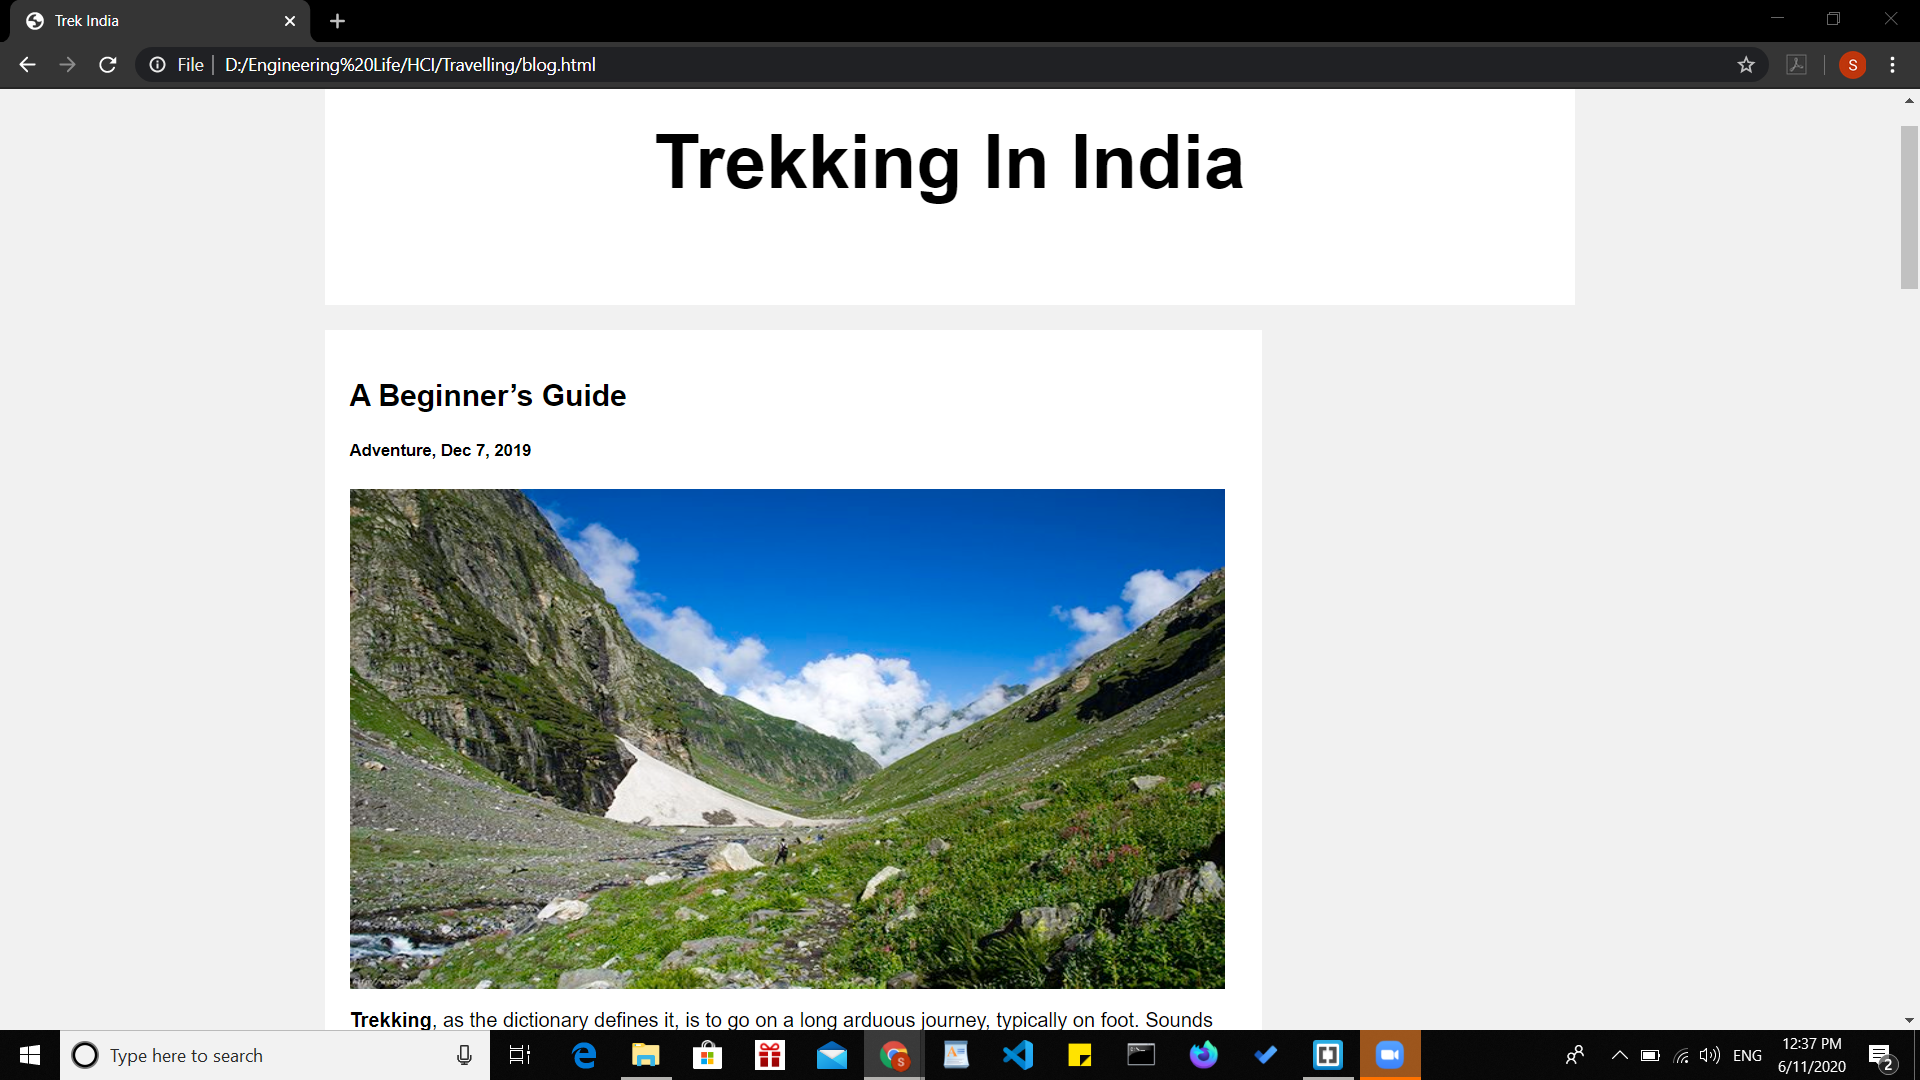 Trek India
File
D:/Engineering%20Life/HCI/Travelling/blog.html
S
Trekking In India
A Beginner’s Guide
Adventure, Dec 7, 2019
Trekking, as the dictionary defines it, is to go on a long arduous journey, typically on foot. Sounds
Type here to search
S
ENG
12:37 PM
6/11/2020
2